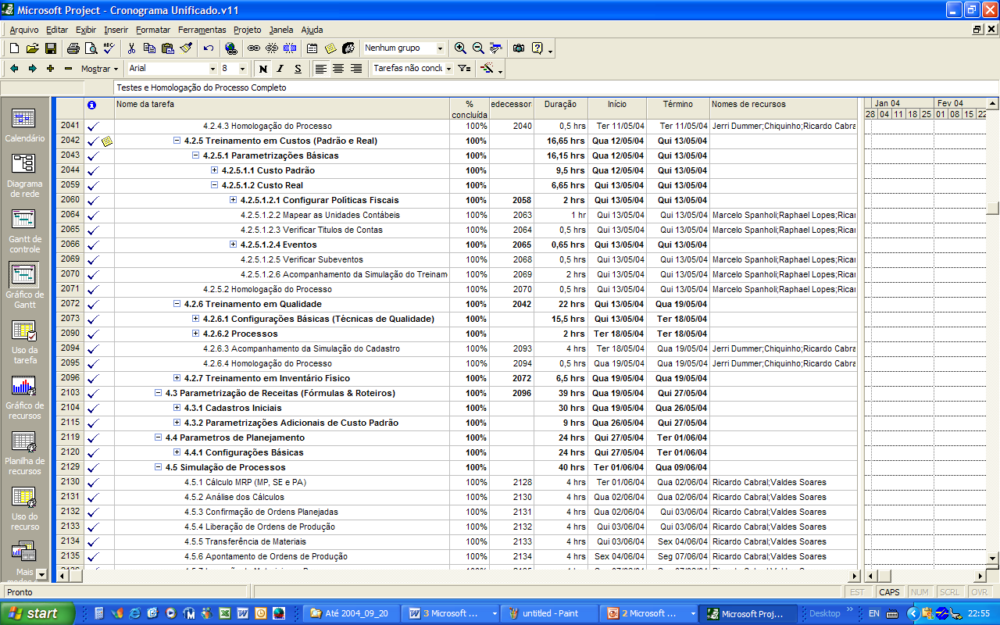 Microsoft Project - Cronograma Unificado.v11
Arquivo Editar Exibir Inserir Formatar Ferramentas Projeto Janela Ajuda
Nenhum grupo
Mostrar Arial 8 N I S Tarefas não conclu
Testes e Homologação do Processo Completo
Nome da tarefa % concluída edecessor Duração Início Término Nomes de recursos
Jan 04 Fev 04
28 04 11 18 25 01 08 15 22
2041 4.2.4.3 Homologação do Processo 100% 2040 0,5 hrs Ter 11/05/04 Ter 11/05/04 Jerri Dummer;Chiquinho;Ricardo Cabra
2042 4.2.5 Treinamento em Custos (Padrão e Real) 100% 16,65 hrs Qua 12/05/04 Qui 13/05/04
2043 4.2.5.1 Parametrizações Básicas 100% 16,15 hrs Qua 12/05/04 Qui 13/05/04
2044 4.2.5.1.1 Custo Padrão 100% 9,5 hrs Qua 12/05/04 Qui 13/05/04
2059 4.2.5.1.2 Custo Real 100% 6,65 hrs Qui 13/05/04 Qui 13/05/04
2060 4.2.5.1.2.1 Configurar Políticas Fiscais 100% 2058 2 hrs Qui 13/05/04 Qui 13/05/04
2064 4.2.5.1.2.2 Mapear as Unidades Contábeis 100% 2063 1 hr Qui 13/05/04 Qui 13/05/04 Marcelo Spanholi;Raphael Lopes;Ricar
2065 4.2.5.1.2.3 Verificar Titulos de Contas 100% 2064 0,5 hrs Qui 13/05/04 Qui 13/05/04 Marcelo Spanholi;Raphael Lopes;Ricar
2066 4.2.5.1.2.4 Eventos 100% 2065 0,65 hrs Qui 13/05/04 Qui 13/05/04
2069 4.2.5.1.2.5 Verificar Subeventos 100% 2068 0,5 hrs Qui 13/05/04 Qui 13/05/04 Marcelo Spanholi;Raphael Lopes;Ricar
2070 4.2.5.1.2.6 Acompanhamento da Simulação do Treinam 100% 2069 2 hrs Qui 13/05/04 Qui 13/05/04 Marcelo Spanholi;Raphael Lopes;Ricar
2071 4.2.5.2 Homologação do Processo 100% 2070 0,5 hrs Qui 13/05/04 Qui 13/05/04 Marcelo Spanholi;Raphael Lopes;Ricar
2072 4.2.6 Treinamento em Qualidade 100% 2042 22 hrs Qui 13/05/04 Qua 19/05/04
2073 4.2.6.1 Configurações Básicas (Técnicas de Qualidade) 100% 15,5 hrs Qui 13/05/04 Ter 18/05/04
2090 4.2.6.2 Processos 100% 2 hrs Ter 18/05/04 Ter 18/05/04
2094 4.2.6.3 Acompanhamento da Simulação do Cadastro 100% 2093 4 hrs Ter 18/05/04 Qua 19/05/04 Jerri Dummer;Chiquinho;Ricardo Cabra
2095 4.2.6.4 Homologação do Processo 100% 2094 0,5 hrs Qua 19/05/04 Qua 19/05/04 Jerri Dummer;Chiquinho;Ricardo Cabra
2096 4.2.7 Treinamento em Inventário Físico 100% 2072 6,5 hrs Qua 19/05/04 Qua 19/05/04
2103 4.3 Parametrização de Receitas (Fórmulas & Roteiros) 100% 2096 39 hrs Qua 19/05/04 Qui 27/05/04
2104 4.3.1 Cadastros Iniciais 100% 30 hrs Qua 19/05/04 Qua 26/05/04
2115 4.3.2 Parametrizações Adicionais de Custo Padrão 100% 9 hrs Qua 26/05/04 Qui 27/05/04
2119 4.4 Parametros de Planejamento 100% 24 hrs Qui 27/05/04 Ter 01/06/04
2120 4.4.1 Configurações Básicas 100% 24 hrs Qui 27/05/04 Ter 01/06/04
2129 4.5 Simulação de Processos 100% 40 hrs Ter 01/06/04 Qua 09/06/04
2130 4.5.1 Cálculo MRP (MP, SE e PA) 100% 2128 4 hrs Ter 01/06/04 Qua 02/06/04 Ricardo Cabral;Valdes Soares
2131 4.5.2 Análise dos Cálculos 100% 2130 4 hrs Qua 02/06/04 Qua 02/06/04 Ricardo Cabral;Valdes Soares
2132 4.5.3 Confirmação de Ordens Planejadas 100% 2131 4 hrs Qua 02/06/04 Qui 03/06/04 Ricardo Cabral;Valdes Soares
2133 4.5.4 Liberação de Ordens de Produção 100% 2132 4 hrs Qui 03/06/04 Qui 03/06/04 Ricardo Cabral;Valdes Soares
2134 4.5.5 Transferência de Materiais 100% 2133 4 hrs Qui 03/06/04 Sex 04/06/04 Ricardo Cabral;Valdes Soares
2135 4.5.6 Apontamento de Ordens de Produção 100% 2134 4 hrs Sex 04/06/04 Seg 07/06/04 Ricardo Cabral;Valdes Soares
Calendário
Diagrama
de rede
Gantt de
controle
Gráfico de
Gantt
Uso da
tarefa
Gráfico de
recursos
Planilha de
recursos
Uso do
recurso
Mais
Pronto EST CAPS NUM SCRL OVR
start Até 2004_09_20 3 Microsoft ... untitled - Paint 2 Microsoft ... Microsoft Proj... Desktop EN 22:55